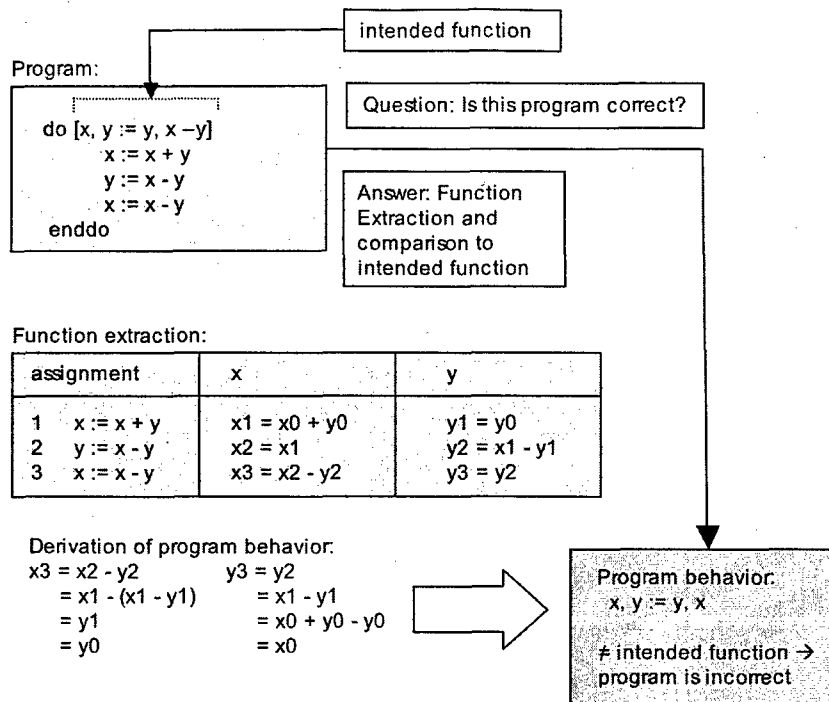 intended function
Program:
Question: Is this program correct?
do [x, y := y, x –y]
x := x + y
y := x - y
x := x - y
enddo
Answer: Function
Extraction and
comparison to
intended function
Function extraction:
assignment x y
1 x := x + y x1 = x0 + y0 y1 = y0
2 y := x - y x2 = x1 y2 = x1 - y1
3 x := x - y x3 = x2 - y2 y3 = y2
Derivation of program behavior:
x3 = x2 - y2 y3 = y2
= x1 - (x1 - y1) = x1 - y1
= y1 = x0 + y0 - y0
= y0 = x0
Program behavior:
x, y := y, x
≠ intended function →
program is incorrect